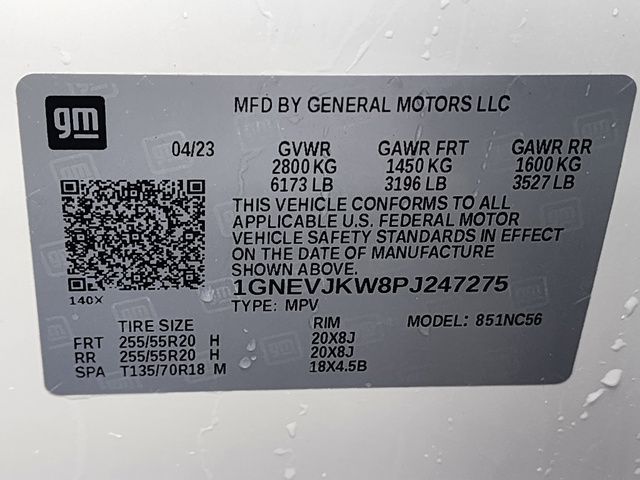 gm
MFD BY GENERAL MOTORS LLC
04/23 GVWR GAWR FRT GAWR RR
2800 KG 1450 KG 1600 KG
6173 LB 3196 LB 3527 LB
THIS VEHICLE CONFORMS TO ALL
APPLICABLE U.S. FEDERAL MOTOR
VEHICLE SAFETY STANDARDS IN EFFECT
ON THE DATE OF MANUFACTURE
SHOWN ABOVE.
1GNEVJKW8PJ247275
140X TYPE: MPV
TIRE SIZE RIM MODEL: 851NC56
FRT 255/55R20 H 20X8J
RR 255/55R20 H 20X8J
SPA T135/70R18 M 18X4.5B